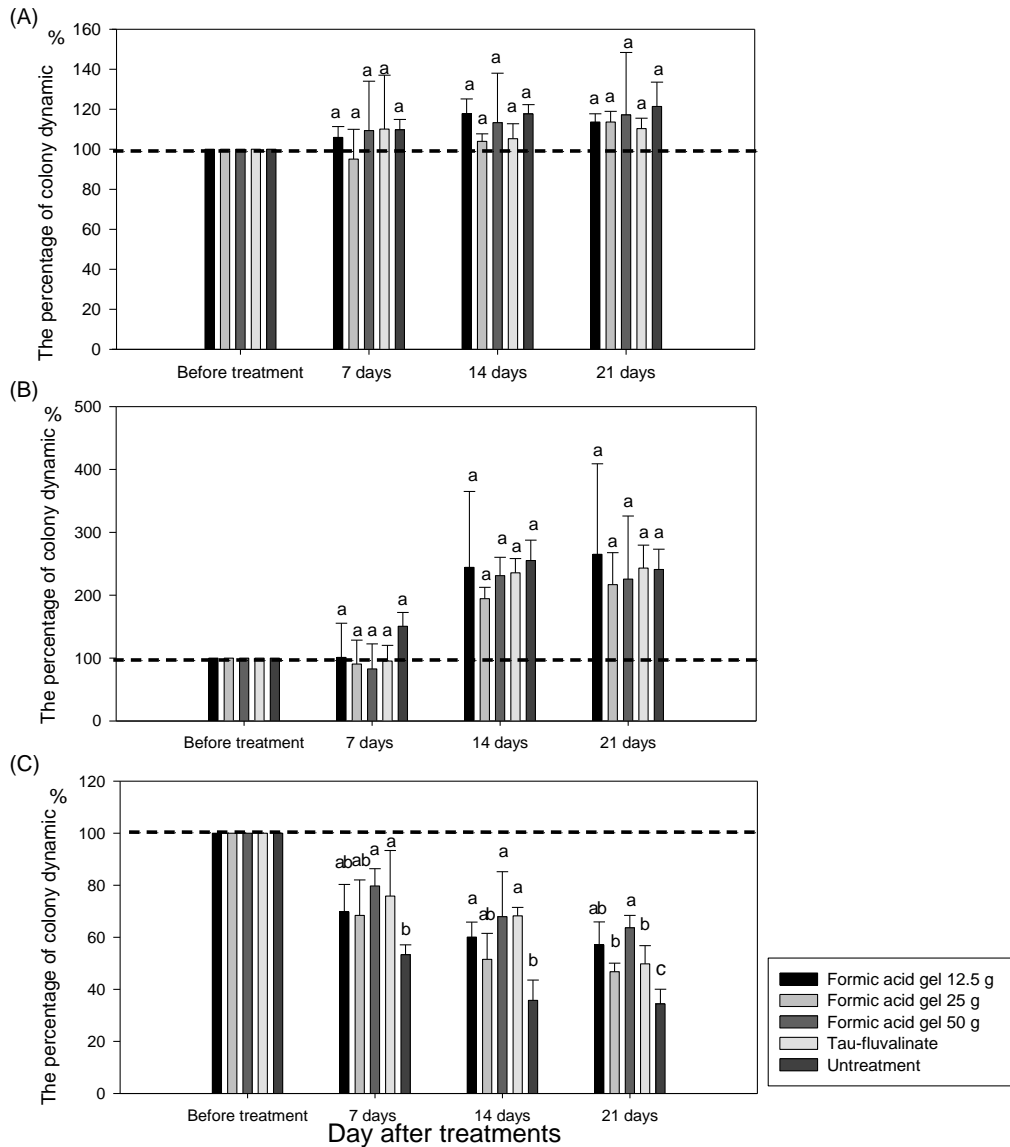 (A)
%
The percentage of colony dynamic
160
140
120
100
80
60
40
20
0
a a a a a
a a a a a
a a a a a
Before treatment 7 days 14 days 21 days
(B)
%
The percentage of colony dynamic
500
400
300
200
100
0
a a a a a
a a a a a
a a a a a
Before treatment 7 days 14 days 21 days
(C)
%
The percentage of colony dynamic
120
100
80
60
40
20
0
ab ab a a b
a ab a a b
ab b a b c
Before treatment 7 days 14 days 21 days
Day after treatments
Formic acid gel 12.5 g
Formic acid gel 25 g
Formic acid gel 50 g
Tau-fluvalinate
Untreatment